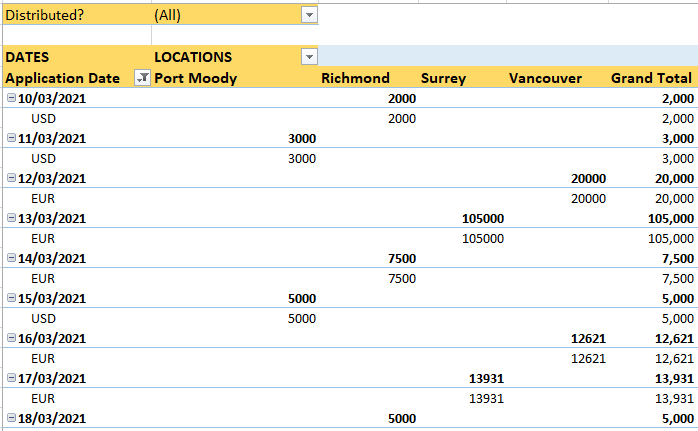 Distributed? (All)
DATES LOCATIONS
Application Date Port Moody Richmond Surrey Vancouver Grand Total
10/03/2021 2000 2,000
USD 2000 2,000
11/03/2021 3000 3,000
USD 3000 3,000
12/03/2021 20000 20,000
EUR 20000 20,000
13/03/2021 105000 105,000
EUR 105000 105,000
14/03/2021 7500 7,500
EUR 7500 7,500
15/03/2021 5000 5,000
USD 5000 5,000
16/03/2021 12621 12,621
EUR 12621 12,621
17/03/2021 13931 13,931
EUR 13931 13,931
18/03/2021 5000 5,000